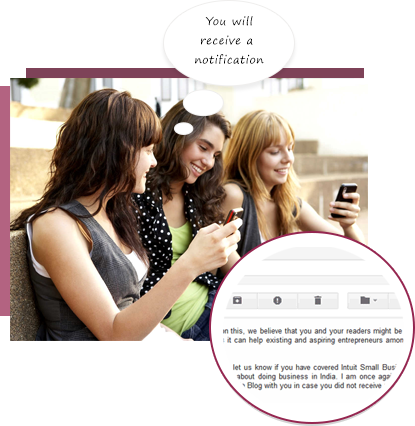 You will
receive a
notification
on this, we believe that you and your readers might be
it can help existing and aspiring entrepreneurs amon
let us know if you have covered Intuit Small Bus
about doing business in India. I am once aga
Blog with you in case you did not receive